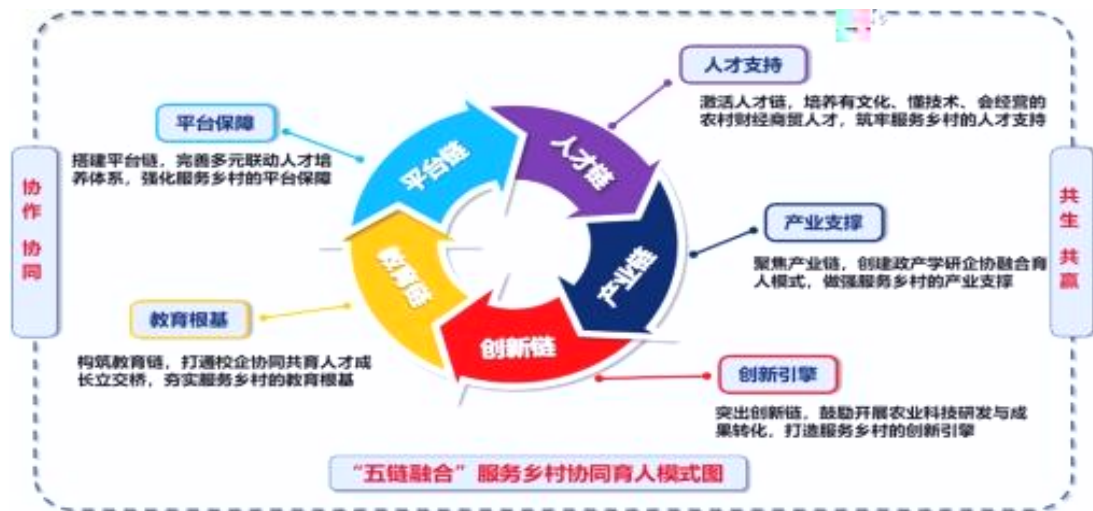 人才支持
激活人才链，培养有文化、懂技术、会经营的
农村财经商贸人才，筑牢服务乡村的人才支持
平台保障
搭建平台链，完善多元联动人才培
养体系，强化服务乡村的平台保障
平台链
人才链
协作 协同
共生 共赢
产业支撑
聚焦产业链，创建政产学研企协融合育
人模式，做强服务乡村的产业支撑
教育链
产业链
教育根基
构筑教育链，打通校企协同共育人才成
长立交桥，夯实服务乡村的教育根基
创新链
创新引擎
突出创新链，鼓励开展农业科技研发与成
果转化，打造服务乡村的创新引擎
“五链融合”服务乡村协同育人模式图